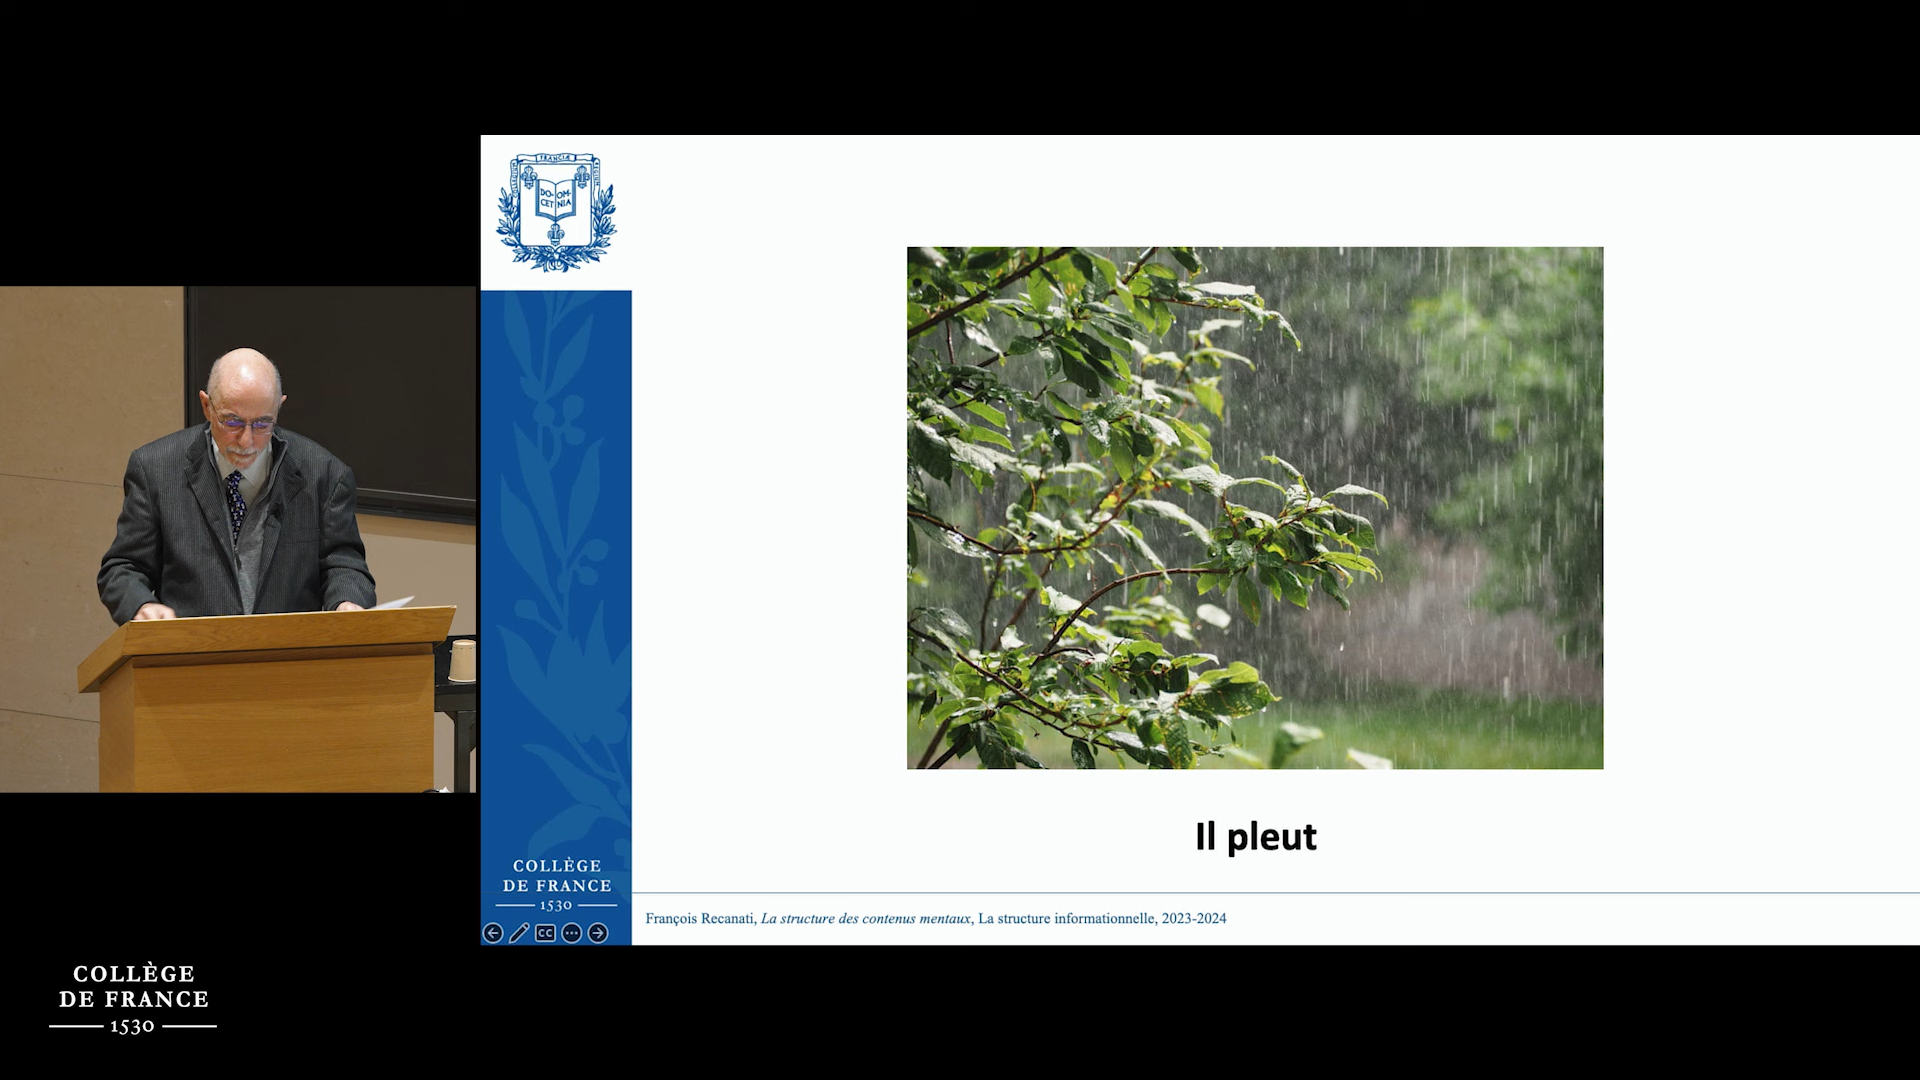 FRANCIÆ
DO- OM-
CET NIA
Il pleut
COLLÈGE
DE FRANCE
1530
CC
François Recanati, La structure des contenus mentaux, La structure informationnelle, 2023-2024
COLLÈGE
DE FRANCE
1530